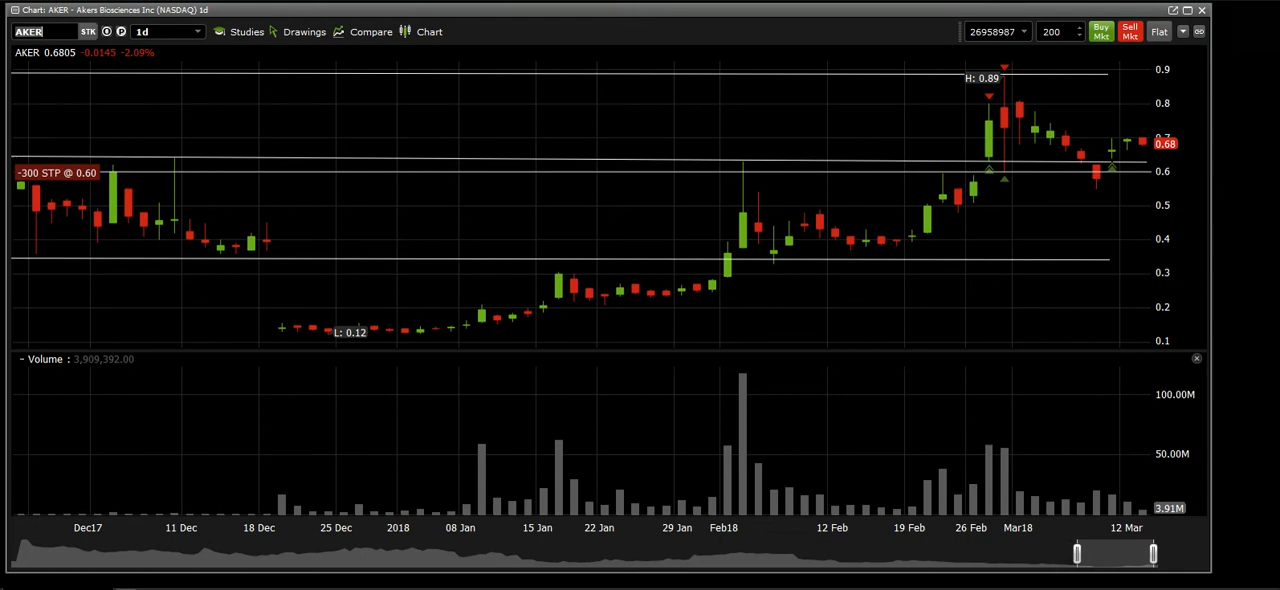 Chart: AKER - Akers Biosciences Inc (NASDAQ) 1d
AKER STK P 1d Studies Drawings Compare Chart 26958987 200 Buy Mkt Sell Mkt Flat
AKER 0.6805 -0.0145 -2.09%
0.9
H: 0.89
0.8
0.7
0.68
-300 STP @ 0.60
0.6
0.5
0.4
0.3
0.2
L: 0.12
0.1
- Volume : 3,909,392.00
100.00M
50.00M
3.91M
Dec17 11 Dec 18 Dec 25 Dec 2018 08 Jan 15 Jan 22 Jan 29 Jan Feb18 12 Feb 19 Feb 26 Feb Mar18 12 Mar